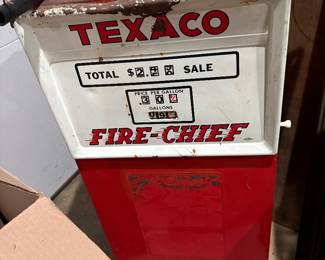 TEXACO
TOTAL $ SALE
PRICE PER GALLON
GALLONS
FIRE-CHIEF